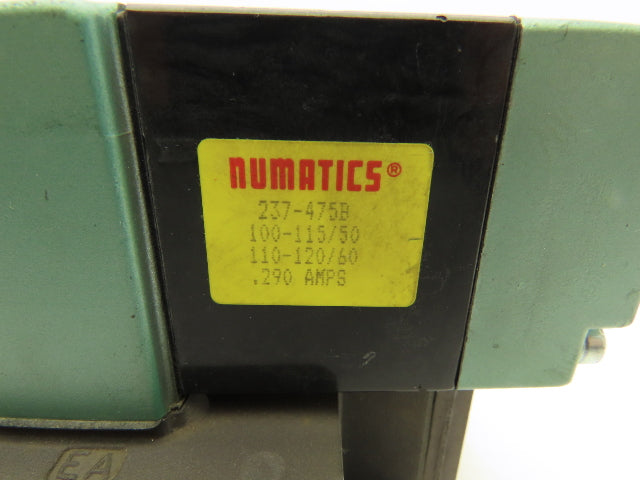 NUMATICS®
237-475B
100-115/50
110-120/60
.290 AMPS
EA